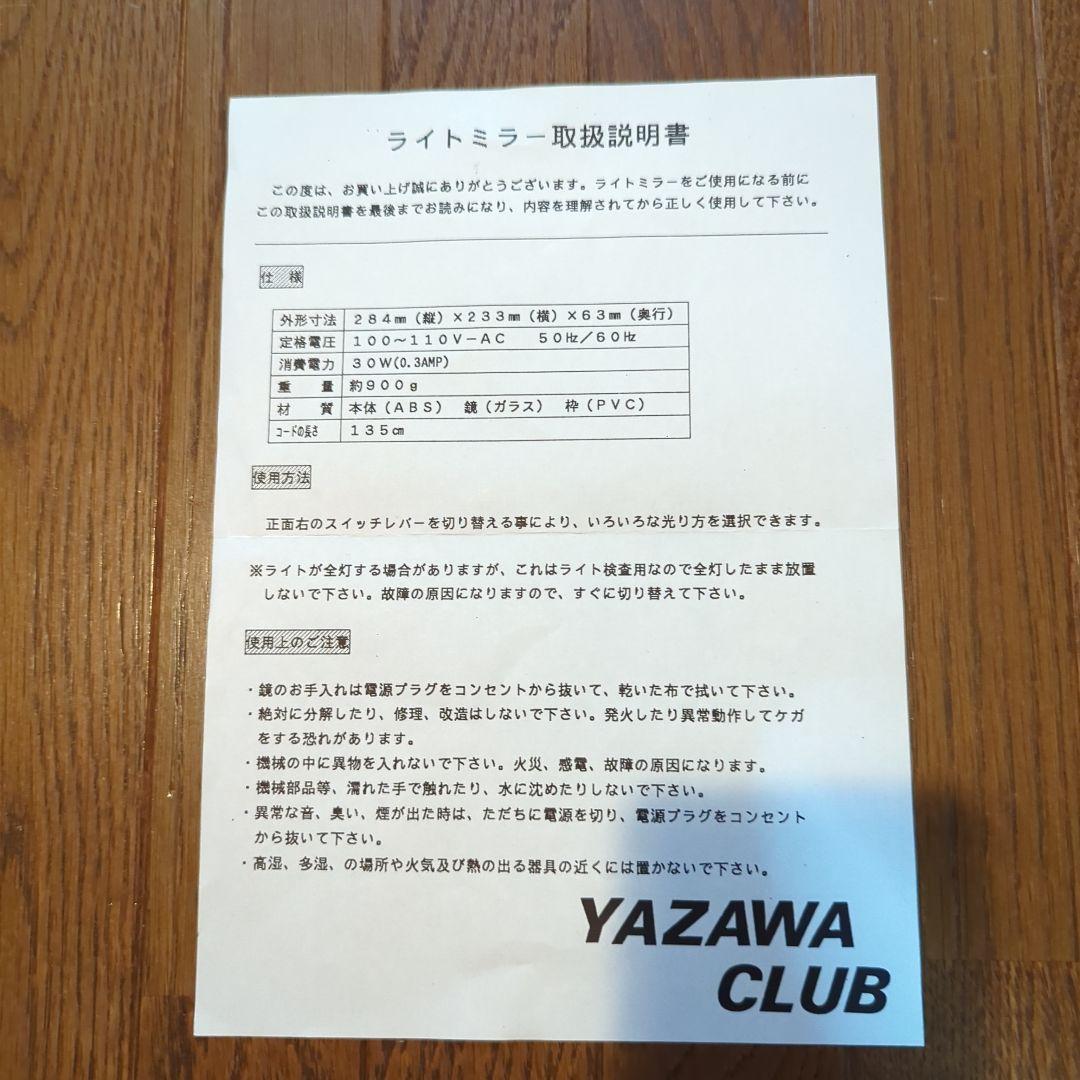 ライトミラー取扱説明書
この度は、お買い上げ誠にありがとうございます。ライトミラーをご使用になる前に
この取扱説明書を最後までお読みになり、内容を理解されてから正しく使用して下さい。
仕　様
外形寸法 ２８４㎜（縦）×２３３㎜（横）×６３㎜（奥行）
定格電圧 １００～１１０Ｖ－ＡＣ　５０㎐／６０㎐
消費電力 ３０Ｗ(0.3AMP)
重　量 約９００ｇ
材　質 本体（ＡＢＳ）　鏡（ガラス）　枠（ＰＶＣ）
コードの長さ １３５㎝
使用方法
正面右のスイッチレバーを切り替える事により、いろいろな光り方を選択できます。
※ライトが全灯する場合がありますが、これはライト検査用なので全灯したまま放置
しないで下さい。故障の原因になりますので、すぐに切り替えて下さい。
使用上のご注意
・鏡のお手入れは電源プラグをコンセントから抜いて、乾いた布で拭いて下さい。
・絶対に分解したり、修理、改造はしないで下さい。発火したり異常動作してケガ
をする恐れがあります。
・機械の中に異物を入れないで下さい。火災、感電、故障の原因になります。
・機械部品等、濡れた手で触れたり、水に沈めたりしないで下さい。
・異常な音、臭い、煙が出た時は、ただちに電源を切り、電源プラグをコンセント
から抜いて下さい。
・高湿、多湿、の場所や火気及び熱の出る器具の近くには置かないで下さい。
YAZAWA
CLUB